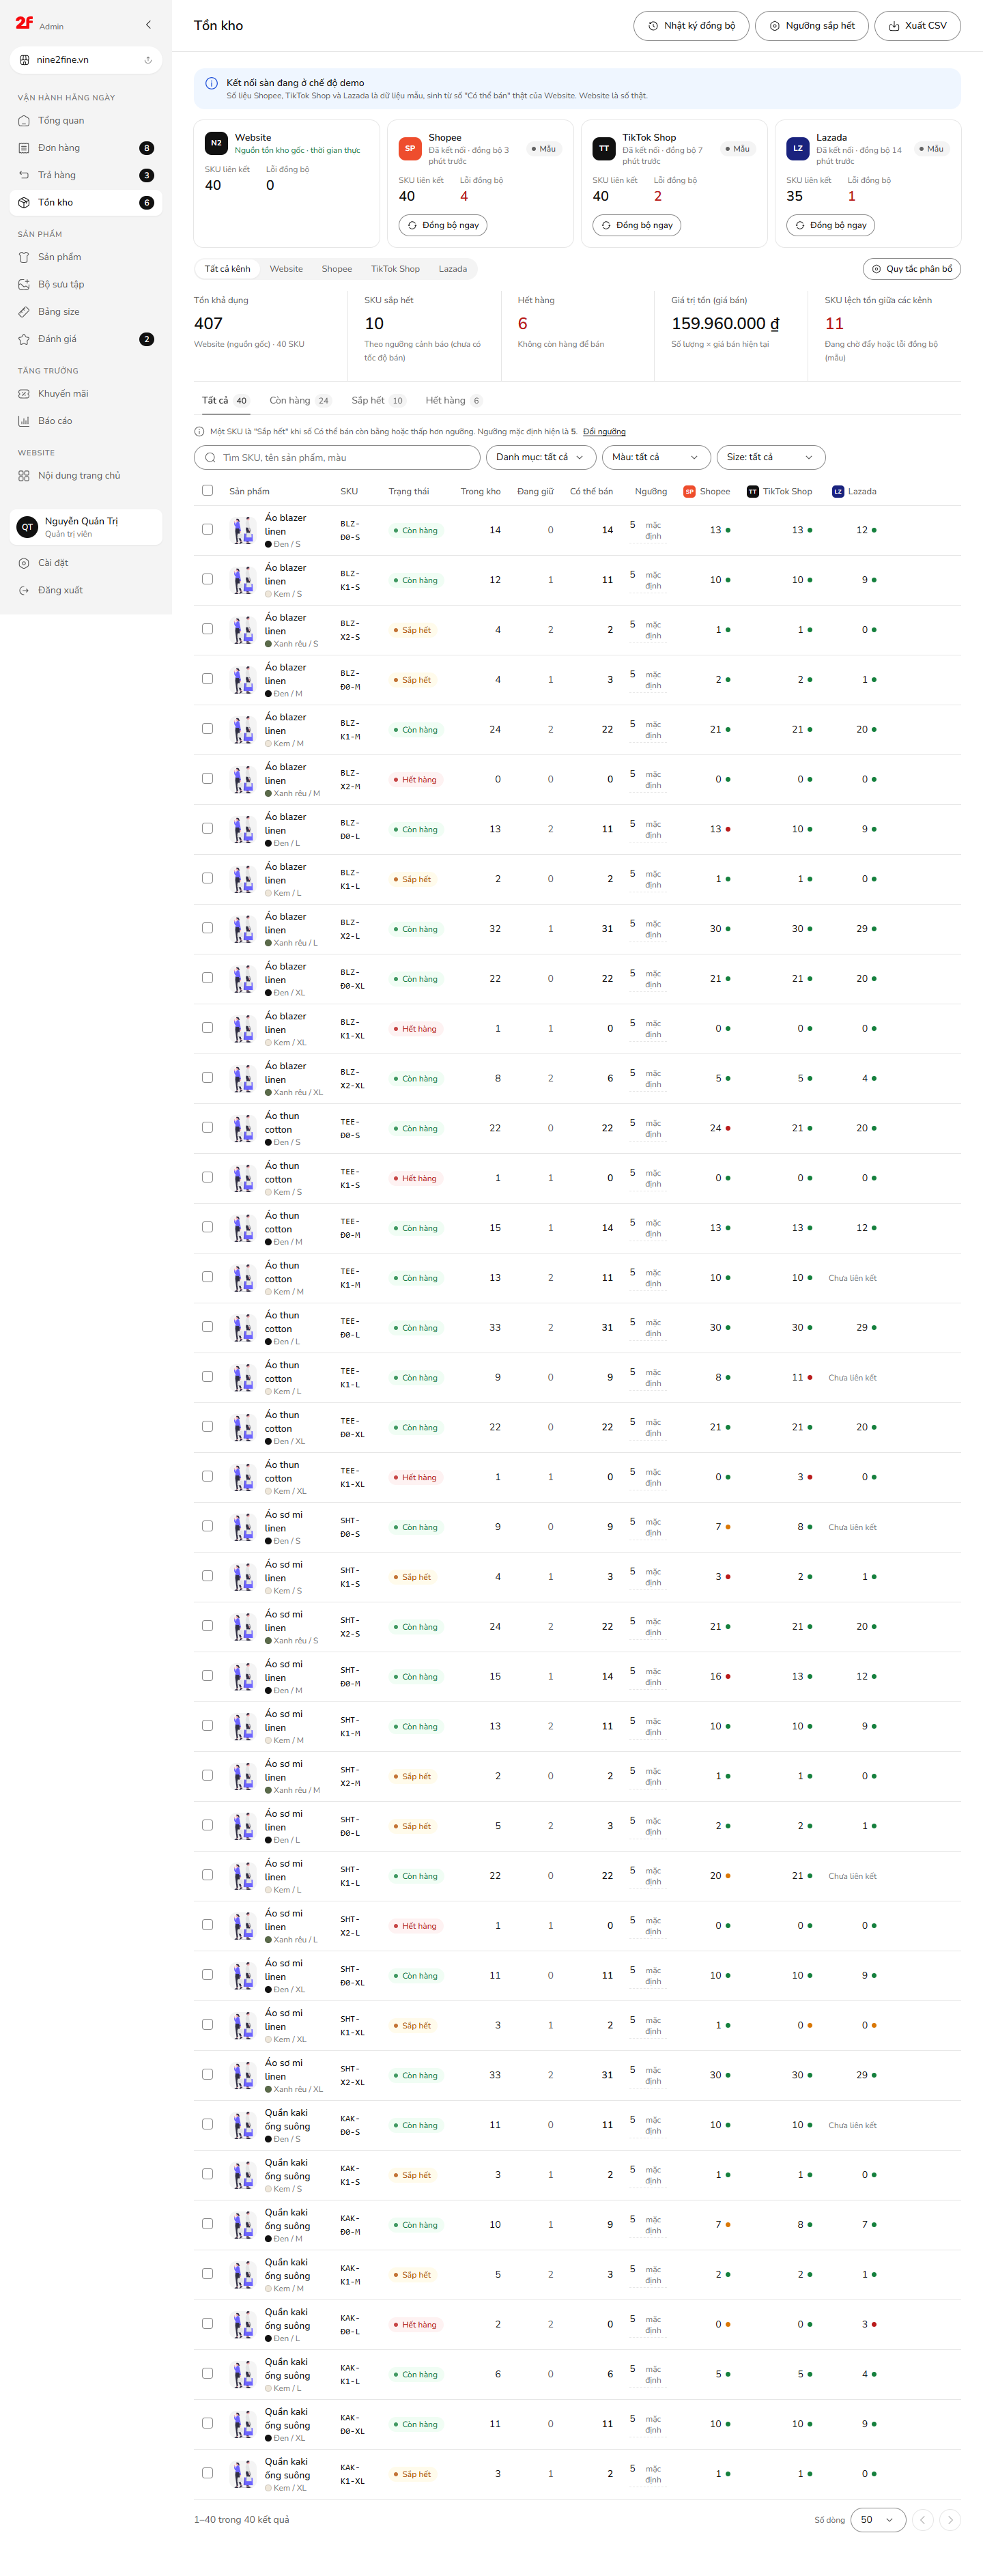 2f Admin
nine2fine.vn
VẬN HÀNH HẰNG NGÀY
Tổng quan
Đơn hàng 8
Trả hàng 3
Tồn kho 6
SẢN PHẨM
Sản phẩm
Bộ sưu tập
Bảng size
Đánh giá 2
TĂNG TRƯỞNG
Khuyến mãi
Báo cáo
WEBSITE
Nội dung trang chủ
QT Nguyễn Quản Trị
Quản trị viên
Cài đặt
Đăng xuất
Tồn kho
Nhật ký đồng bộ
Ngưỡng sắp hết
Xuất CSV
Kết nối sàn đang ở chế độ demo
Số liệu Shopee, TikTok Shop và Lazada là dữ liệu mẫu, sinh từ số "Có thể bán" thật của Website. Website là số thật.
N2 Website
Nguồn tồn kho gốc · thời gian thực
SKU liên kết Lỗi đồng bộ
40 0
SP Shopee
Đã kết nối · đồng bộ 3 phút trước
Mẫu
SKU liên kết Lỗi đồng bộ
40 4
Đồng bộ ngay
TT TikTok Shop
Đã kết nối · đồng bộ 7 phút trước
Mẫu
SKU liên kết Lỗi đồng bộ
40 2
Đồng bộ ngay
LZ Lazada
Đã kết nối · đồng bộ 14 phút trước
Mẫu
SKU liên kết Lỗi đồng bộ
35 1
Đồng bộ ngay
Tất cả kênh Website Shopee TikTok Shop Lazada
Quy tắc phân bổ
Tồn khả dụng
407
Website (nguồn gốc) · 40 SKU
SKU sắp hết
10
Theo ngưỡng cảnh báo (chưa có tốc độ bán)
Hết hàng
6
Không còn hàng để bán
Giá trị tồn (giá bán)
159.960.000 ₫
Số lượng × giá bán hiện tại
SKU lệch tồn giữa các kênh
11
Đang chờ đẩy hoặc lỗi đồng bộ (mẫu)
Tất cả 40 Còn hàng 24 Sắp hết 10 Hết hàng 6
Một SKU là "Sắp hết" khi số Có thể bán còn bằng hoặc thấp hơn ngưỡng. Ngưỡng mặc định hiện là 5. Đổi ngưỡng
Tìm SKU, tên sản phẩm, màu
Danh mục: tất cả
Màu: tất cả
Size: tất cả
Sản phẩm SKU Trạng thái Trong kho Đang giữ Có thể bán Ngưỡng SP Shopee TT TikTok Shop LZ Lazada
Áo blazer linen Đen / S BLZ-Đ0-S Còn hàng 14 0 14 5 mặc định 13 13 12
Áo blazer linen Kem / S BLZ-K1-S Còn hàng 12 1 11 5 mặc định 10 10 9
Áo blazer linen Xanh rêu / S BLZ-X2-S Sắp hết 4 2 2 5 mặc định 1 1 0
Áo blazer linen Đen / M BLZ-Đ0-M Sắp hết 4 1 3 5 mặc định 2 2 1
Áo blazer linen Kem / M BLZ-K1-M Còn hàng 24 2 22 5 mặc định 21 21 20
Áo blazer linen Xanh rêu / M BLZ-X2-M Hết hàng 0 0 0 5 mặc định 0 0 0
Áo blazer linen Đen / L BLZ-Đ0-L Còn hàng 13 2 11 5 mặc định 13 10 9
Áo blazer linen Kem / L BLZ-K1-L Sắp hết 2 0 2 5 mặc định 1 1 0
Áo blazer linen Xanh rêu / L BLZ-X2-L Còn hàng 32 1 31 5 mặc định 30 30 29
Áo blazer linen Đen / XL BLZ-Đ0-XL Còn hàng 22 0 22 5 mặc định 21 21 20
Áo blazer linen Kem / XL BLZ-K1-XL Hết hàng 1 1 0 5 mặc định 0 0 0
Áo blazer linen Xanh rêu / XL BLZ-X2-XL Còn hàng 8 2 6 5 mặc định 5 5 4
Áo thun cotton Đen / S TEE-Đ0-S Còn hàng 22 0 22 5 mặc định 24 21 20
Áo thun cotton Kem / S TEE-K1-S Hết hàng 1 1 0 5 mặc định 0 0 0
Áo thun cotton Đen / M TEE-Đ0-M Còn hàng 15 1 14 5 mặc định 13 13 12
Áo thun cotton Kem / M TEE-K1-M Còn hàng 13 2 11 5 mặc định 10 10 Chưa liên kết
Áo thun cotton Đen / L TEE-Đ0-L Còn hàng 33 2 31 5 mặc định 30 30 29
Áo thun cotton Kem / L TEE-K1-L Còn hàng 9 0 9 5 mặc định 8 11 Chưa liên kết
Áo thun cotton Đen / XL TEE-Đ0-XL Còn hàng 22 0 22 5 mặc định 21 21 20
Áo thun cotton Kem / XL TEE-K1-XL Hết hàng 1 1 0 5 mặc định 0 3 0
Áo sơ mi linen Đen / S SHT-Đ0-S Còn hàng 9 0 9 5 mặc định 7 8 Chưa liên kết
Áo sơ mi linen Kem / S SHT-K1-S Sắp hết 4 1 3 5 mặc định 3 2 1
Áo sơ mi linen Xanh rêu / S SHT-X2-S Còn hàng 24 2 22 5 mặc định 21 21 20
Áo sơ mi linen Đen / M SHT-Đ0-M Còn hàng 15 1 14 5 mặc định 16 13 12
Áo sơ mi linen Kem / M SHT-K1-M Còn hàng 13 2 11 5 mặc định 10 10 9
Áo sơ mi linen Xanh rêu / M SHT-X2-M Sắp hết 2 0 2 5 mặc định 1 1 0
Áo sơ mi linen Đen / L SHT-Đ0-L Sắp hết 5 2 3 5 mặc định 2 2 1
Áo sơ mi linen Kem / L SHT-K1-L Còn hàng 22 0 22 5 mặc định 20 21 Chưa liên kết
Áo sơ mi linen Xanh rêu / L SHT-X2-L Hết hàng 1 1 0 5 mặc định 0 0 0
Áo sơ mi linen Đen / XL SHT-Đ0-XL Còn hàng 11 0 11 5 mặc định 10 10 9
Áo sơ mi linen Kem / XL SHT-K1-XL Sắp hết 3 1 2 5 mặc định 1 0 0
Áo sơ mi linen Xanh rêu / XL SHT-X2-XL Còn hàng 33 2 31 5 mặc định 30 30 29
Quần kaki ống suông Đen / S KAK-Đ0-S Còn hàng 11 0 11 5 mặc định 10 10 Chưa liên kết
Quần kaki ống suông Kem / S KAK-K1-S Sắp hết 3 1 2 5 mặc định 1 1 0
Quần kaki ống suông Đen / M KAK-Đ0-M Còn hàng 10 1 9 5 mặc định 7 8 7
Quần kaki ống suông Kem / M KAK-K1-M Sắp hết 5 2 3 5 mặc định 2 2 1
Quần kaki ống suông Đen / L KAK-Đ0-L Hết hàng 2 2 0 5 mặc định 0 0 3
Quần kaki ống suông Kem / L KAK-K1-L Còn hàng 6 0 6 5 mặc định 5 5 4
Quần kaki ống suông Đen / XL KAK-Đ0-XL Còn hàng 11 0 11 5 mặc định 10 10 9
Quần kaki ống suông Kem / XL KAK-K1-XL Sắp hết 3 1 2 5 mặc định 1 1 0
1–40 trong 40 kết quả
Số dòng 50